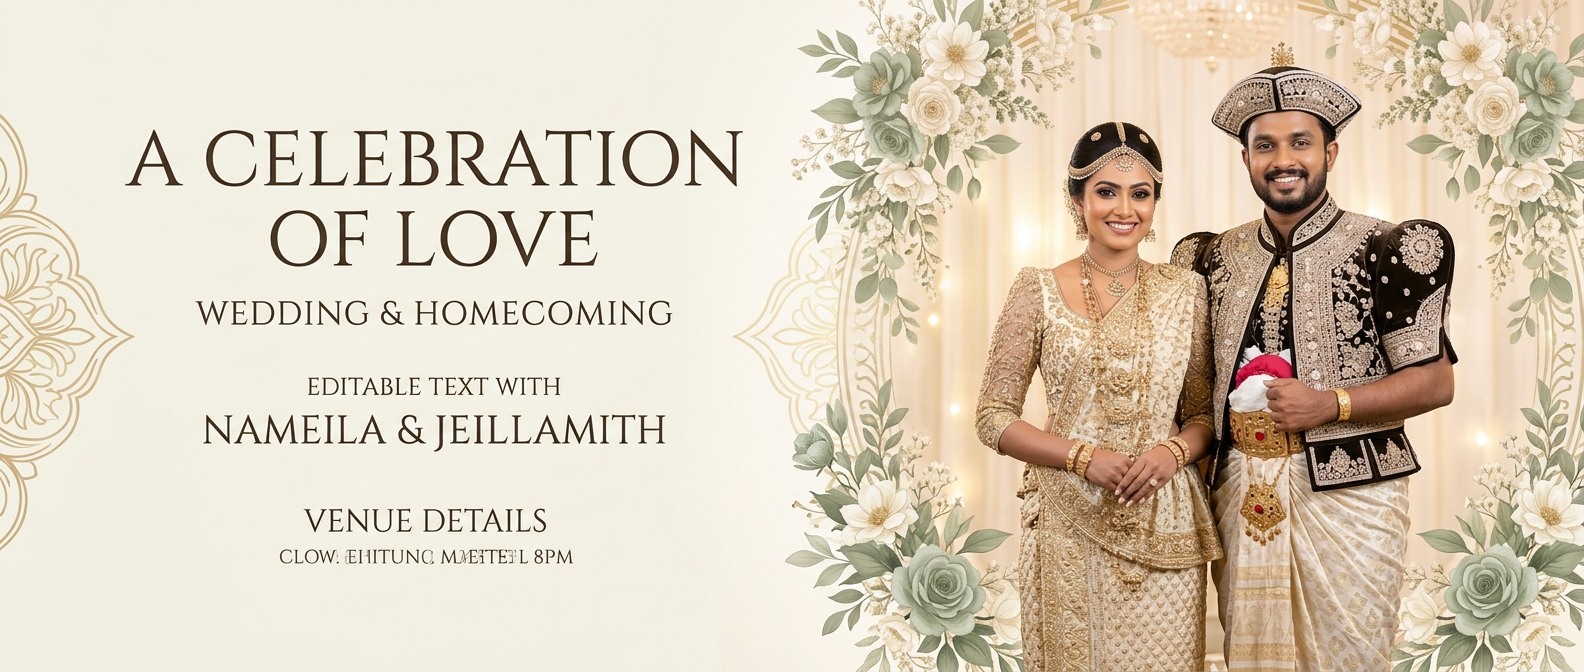 A CELEBRATION
OF LOVE
WEDDING & HOMECOMING
EDITABLE TEXT WITH
NAMEILA & JEILLAMITH
VENUE DETAILS
8PM